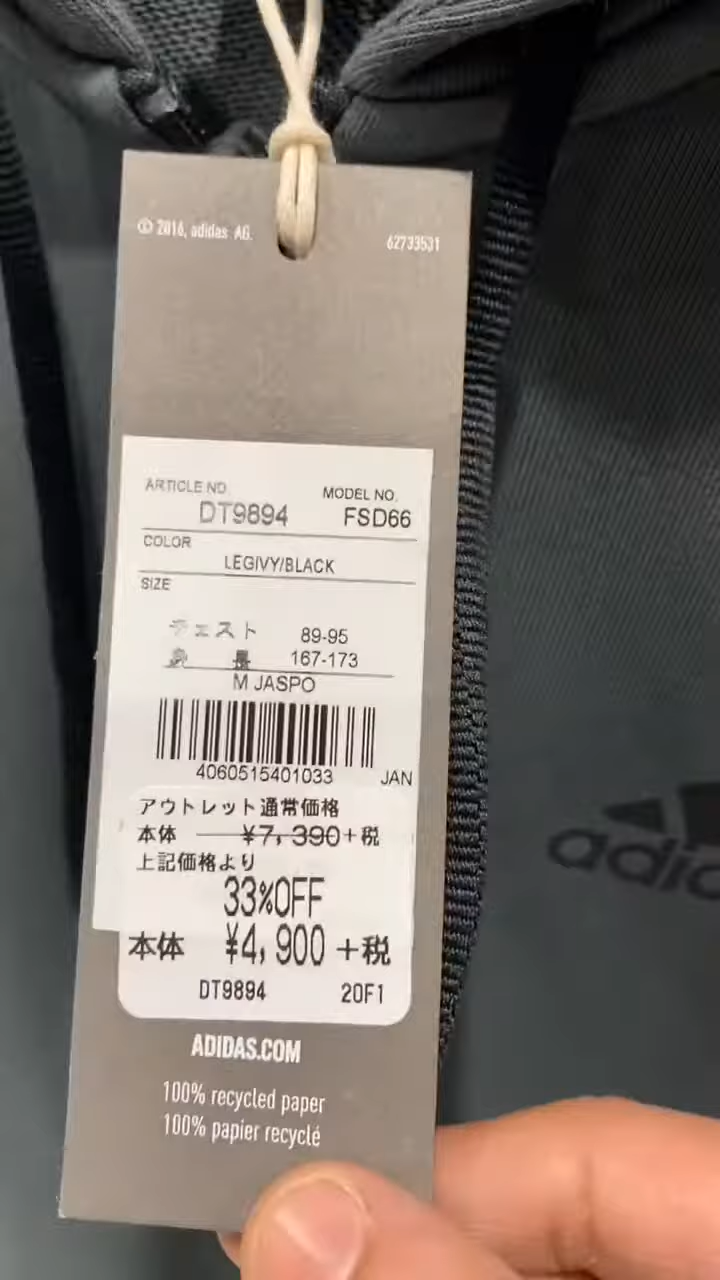 © 2016, adidas AG.
62733531
ARTICLE NO.
MODEL NO.
DT9894
FSD66
COLOR
LEGIVY/BLACK
SIZE
チェスト 89-95
身 長 167-173
M JASPO
4060515401033 JAN
アウトレット通常価格
本体 ¥7,390+税
上記価格より
33%OFF
本体 ¥4,900 +税
DT9894 20F1
ADIDAS.COM
100% recycled paper
100% papier recyclé
adidas